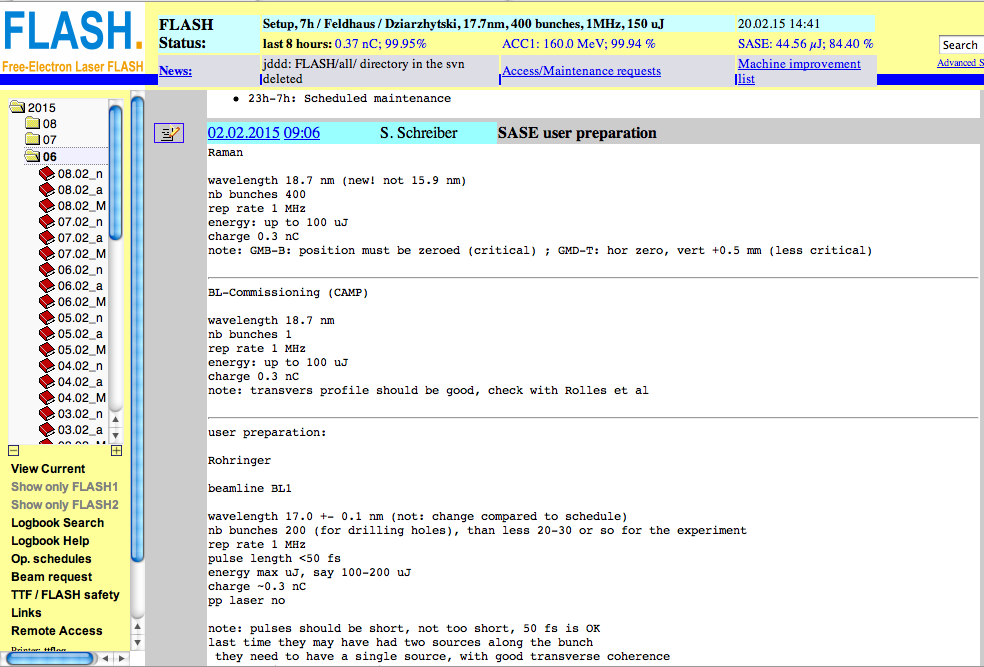 FLASH.
Free-Electron Laser FLASH
FLASH Status:
Setup, 7h / Feldhaus / Dziarzhytski, 17.7nm, 400 bunches, 1MHz, 150 uJ
20.02.15 14:41
last 8 hours: 0.37 nC; 99.95%
ACC1: 160.0 MeV; 99.94 %
SASE: 44.56 µJ; 84.40 %
News:
jddd: FLASH/all/ directory in the svn
deleted
Access/Maintenance requests
Machine improvement
list
Search
Advanced S
2015
08
07
06
08.02_n
08.02_a
08.02_M
07.02_n
07.02_a
07.02_M
06.02_n
06.02_a
06.02_M
05.02_n
05.02_a
05.02_M
04.02_n
04.02_a
04.02_M
03.02_n
03.02_a
View Current
Show only FLASH1
Show only FLASH2
Logbook Search
Logbook Help
Op. schedules
Beam request
TTF / FLASH safety
Links
Remote Access
• 23h-7h: Scheduled maintenance
02.02.2015 09:06 S. Schreiber SASE user preparation
Raman
wavelength 18.7 nm (new! not 15.9 nm)
nb bunches 400
rep rate 1 MHz
energy: up to 100 uJ
charge 0.3 nC
note: GMB-B: position must be zeroed (critical) ; GMD-T: hor zero, vert +0.5 mm (less critical)
BL-Commissioning (CAMP)
wavelength 18.7 nm
nb bunches 1
rep rate 1 MHz
energy: up to 100 uJ
charge 0.3 nC
note: transvers profile should be good, check with Rolles et al
user preparation:
Rohringer
beamline BL1
wavelength 17.0 +- 0.1 nm (not: change compared to schedule)
nb bunches 200 (for drilling holes), than less 20-30 or so for the experiment
rep rate 1 MHz
pulse length <50 fs
energy max uJ, say 100-200 uJ
charge ~0.3 nC
pp laser no
note: pulses should be short, not too short, 50 fs is OK
last time they may have had two sources along the bunch
they need to have a single source, with good transverse coherence